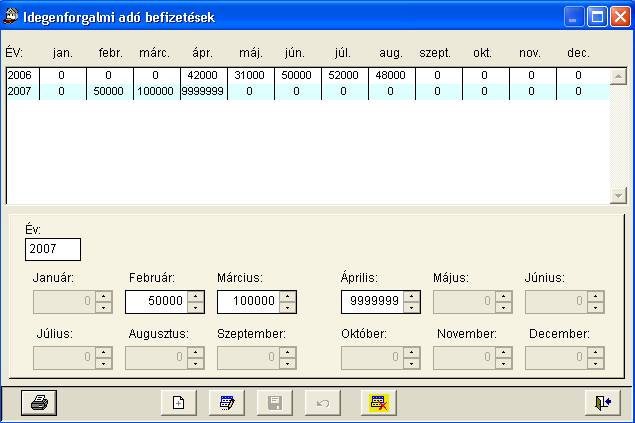 Idegenforgalmi adó befizetések
ÉV: jan. febr. márc. ápr. máj. jún. júl. aug. szept. okt. nov. dec.
2006 0 0 0 42000 31000 50000 52000 48000 0 0 0 0
2007 0 50000 100000 9999999 0 0 0 0 0 0 0 0
Év:
2007
Január: Február: Március: Április: Május: Június:
0 50000 100000 9999999 0 0
Július: Augusztus: Szeptember: Október: November: December:
0 0 0 0 0 0